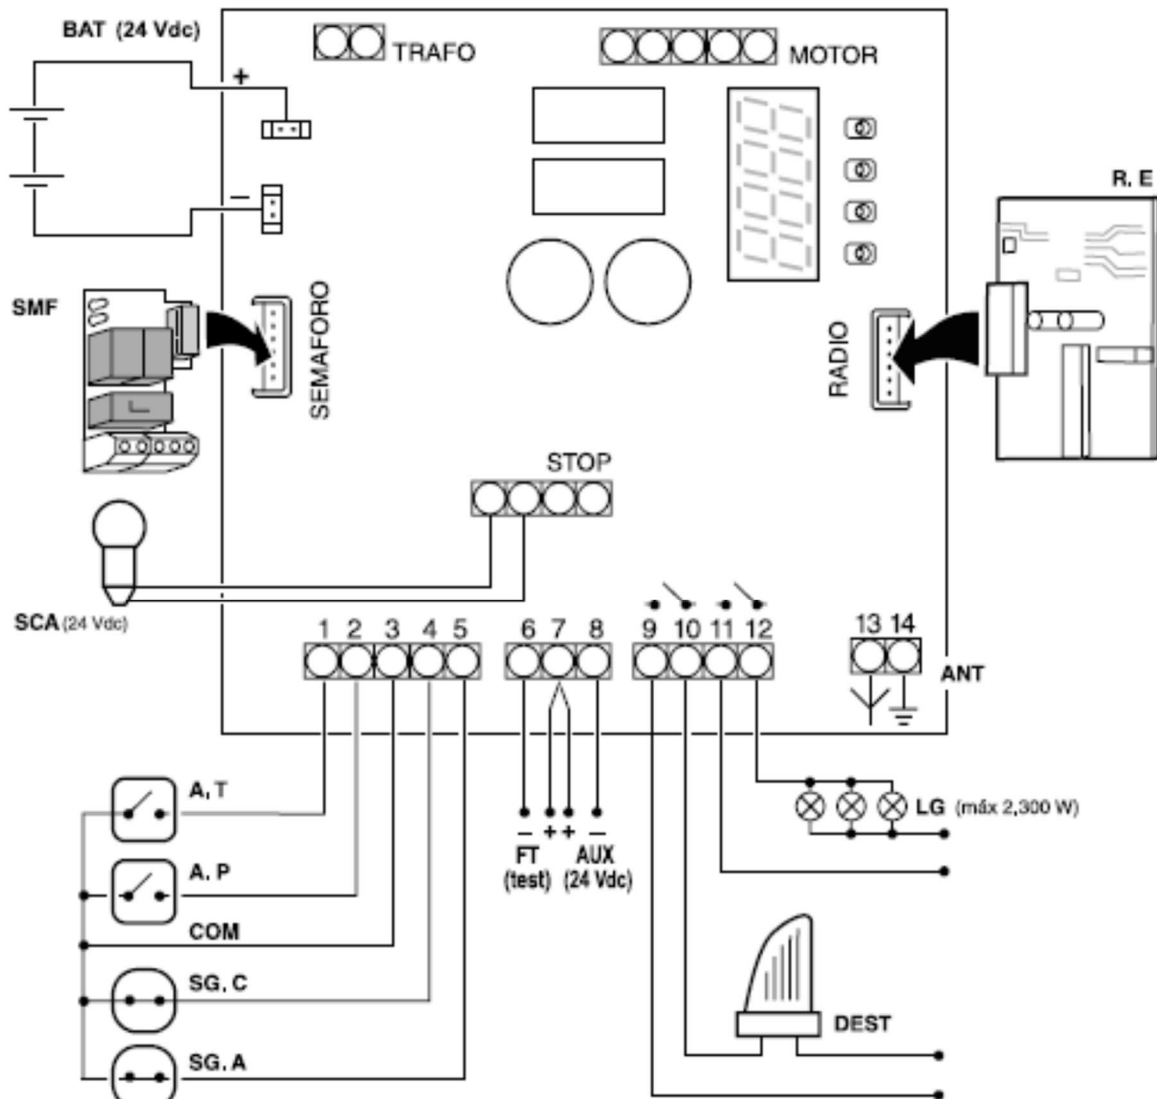 BAT (24 Vdc)
+
−
TRAFO
MOTOR
R. E
SMF
SEMAFORO
RADIO
STOP
SCA (24 Vdc)
1 2 3 4 5
6 7 8
9 10 11 12
13 14
ANT
A. T
A. P
COM
SG. C
SG. A
− + + −
FT
(test)
AUX
(24 Vdc)
LG (máx 2,300 W)
DEST